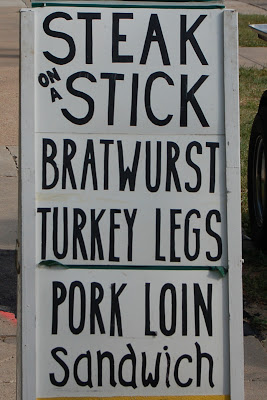 STEAK
ON A STICK
BRATWURST
TURKEY LEGS
PORK LOIN
sandwich